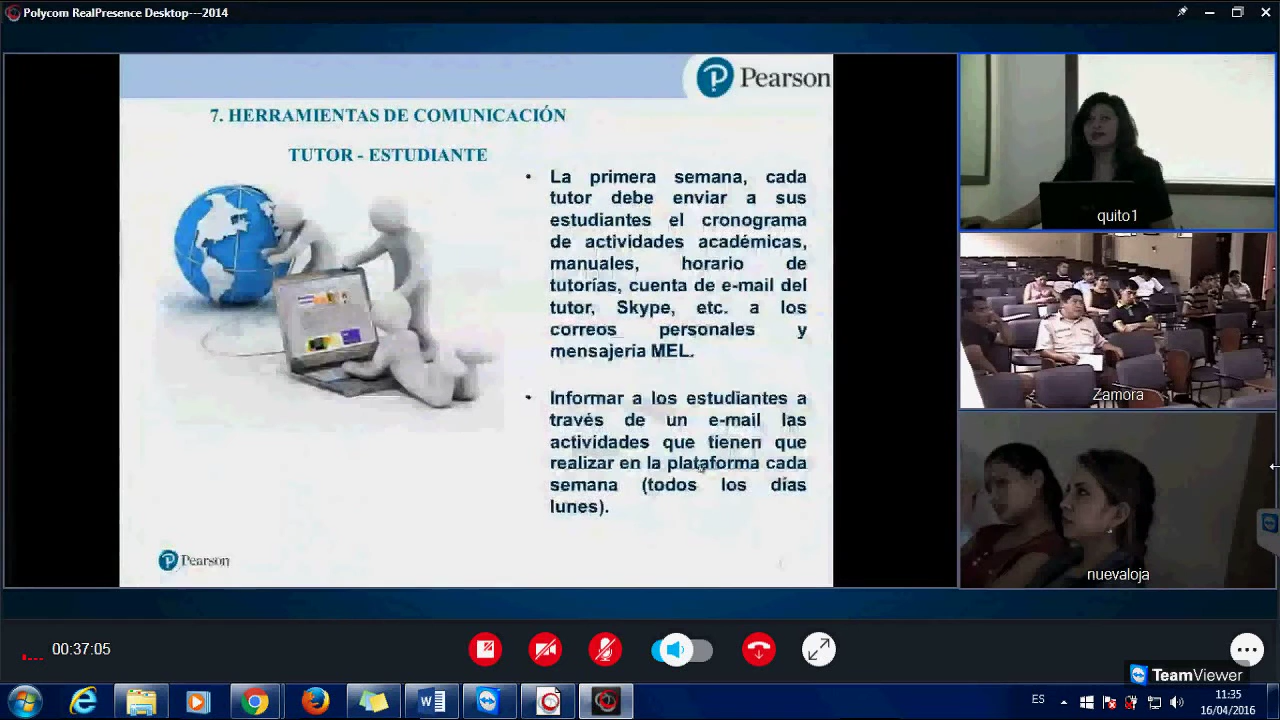 Polycom RealPresence Desktop---2014
Pearson
7. HERRAMIENTAS DE COMUNICACIÓN
TUTOR - ESTUDIANTE
• La primera semana, cada
tutor debe enviar a sus
estudiantes el cronograma
de actividades académicas,
manuales, horario de
tutorías, cuenta de e-mail del
tutor, Skype, etc. a los
correos personales y
mensajería MEL.
• Informar a los estudiantes a
través de un e-mail las
actividades que tienen que
realizar en la plataforma cada
semana (todos los días
lunes).
Pearson
quito1
Zamora
nuevaloja
00:37:05
TeamViewer
ES
11:35
16/04/2016